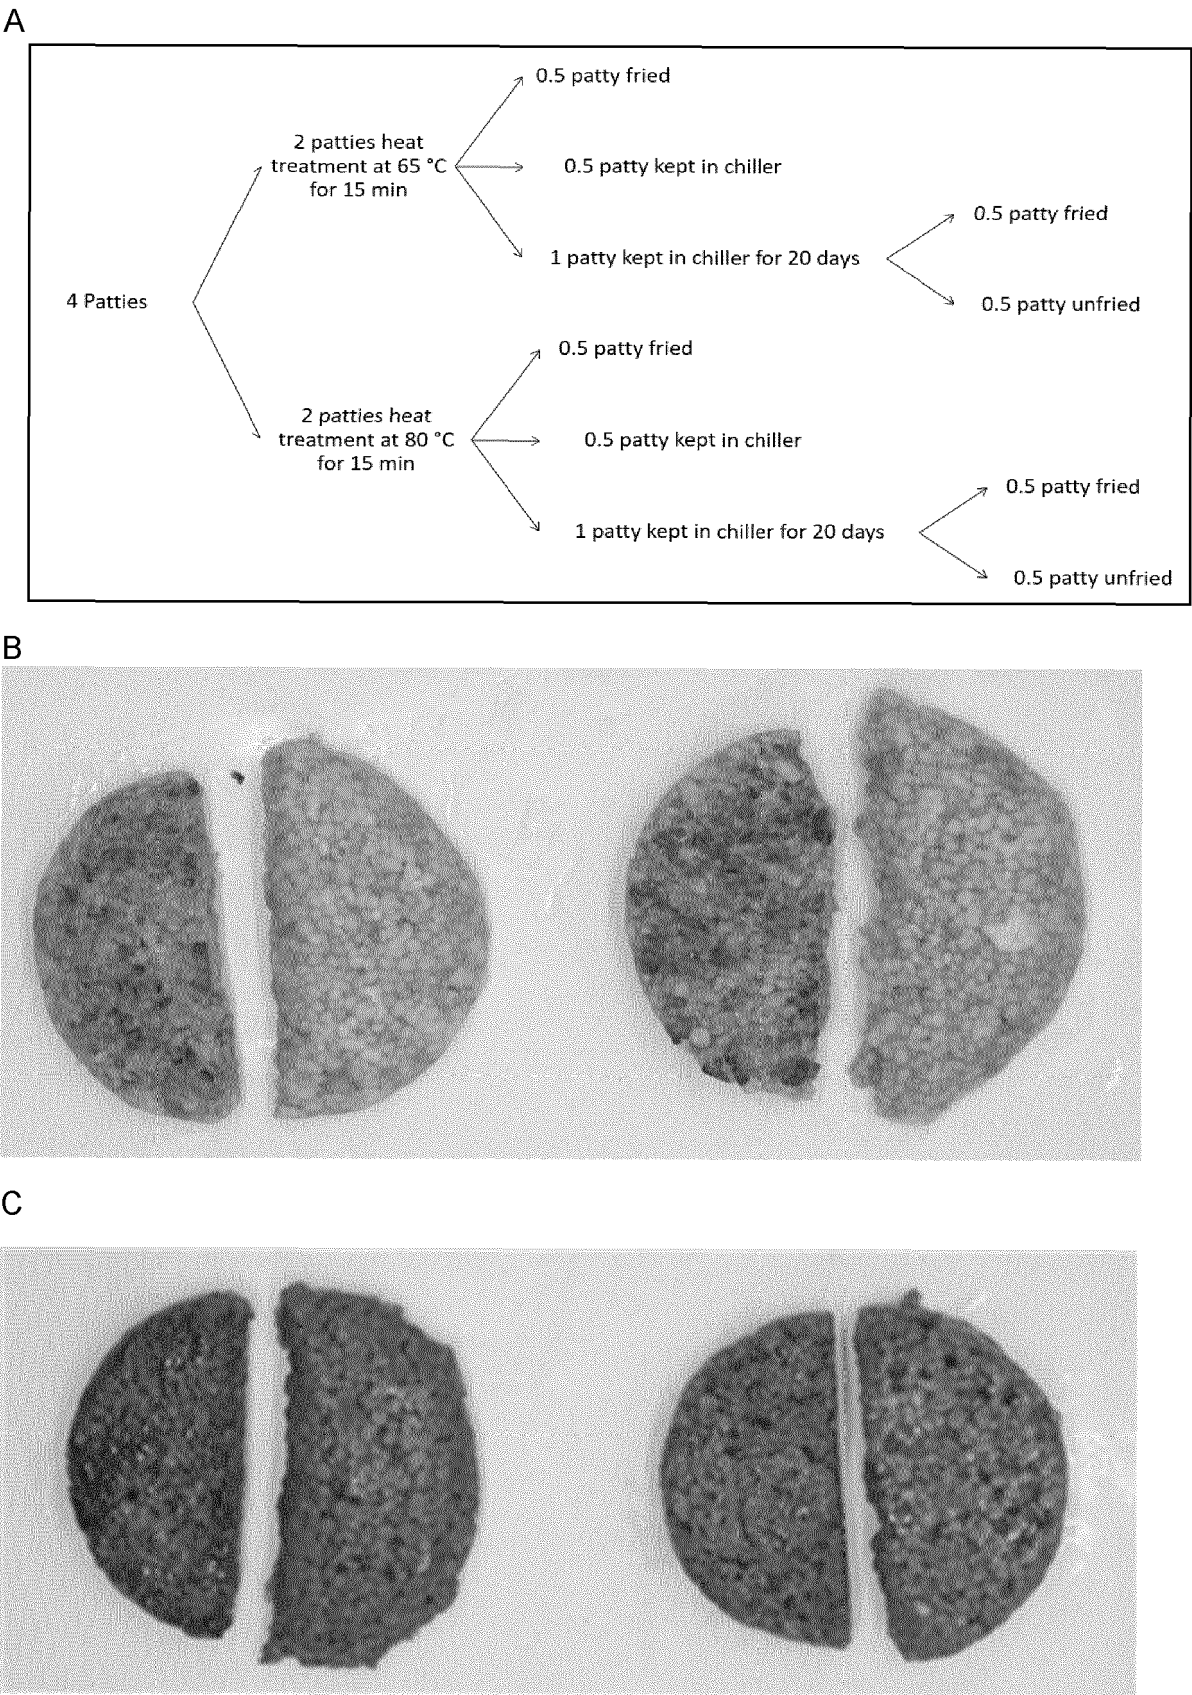 A
0.5 patty fried
2 patties heat
treatment at 65 °C
for 15 min
0.5 patty kept in chiller
1 patty kept in chiller for 20 days
0.5 patty fried
0.5 patty unfried
4 Patties
0.5 patty fried
2 patties heat
treatment at 80 °C
for 15 min
0.5 patty kept in chiller
1 patty kept in chiller for 20 days
0.5 patty fried
0.5 patty unfried
B
C